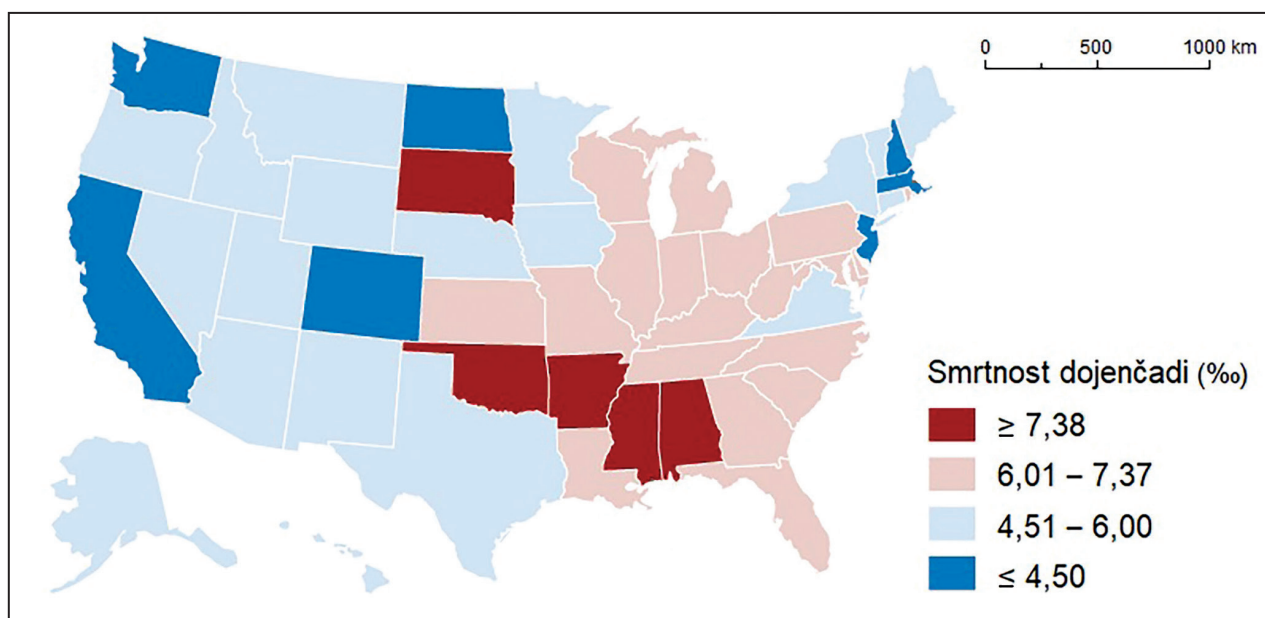 0 500 1000 km
Smrtnost dojenčadi (‰)
≥ 7,38
6,01 – 7,37
4,51 – 6,00
≤ 4,50